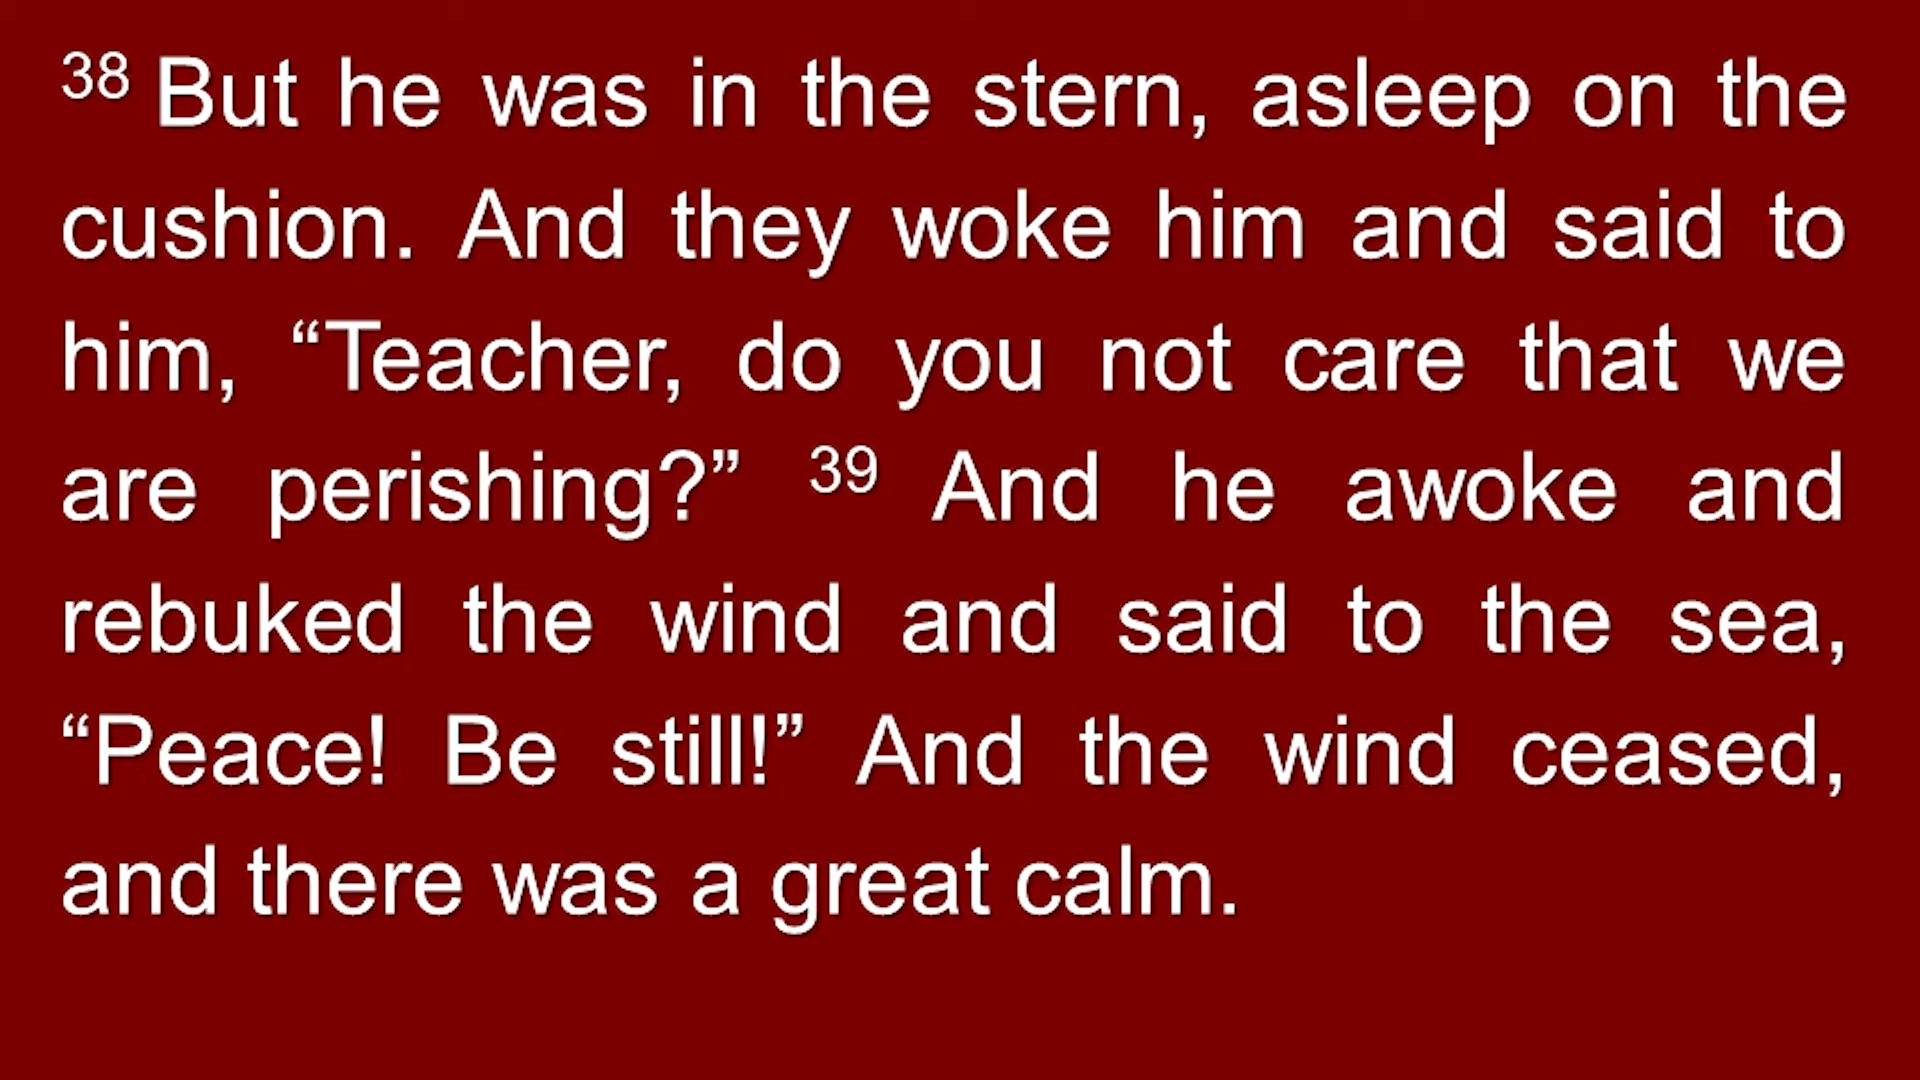 38 But he was in the stern, asleep on the
cushion. And they woke him and said to
him, “Teacher, do you not care that we
are perishing?” 39 And he awoke and
rebuked the wind and said to the sea,
“Peace! Be still!” And the wind ceased,
and there was a great calm.